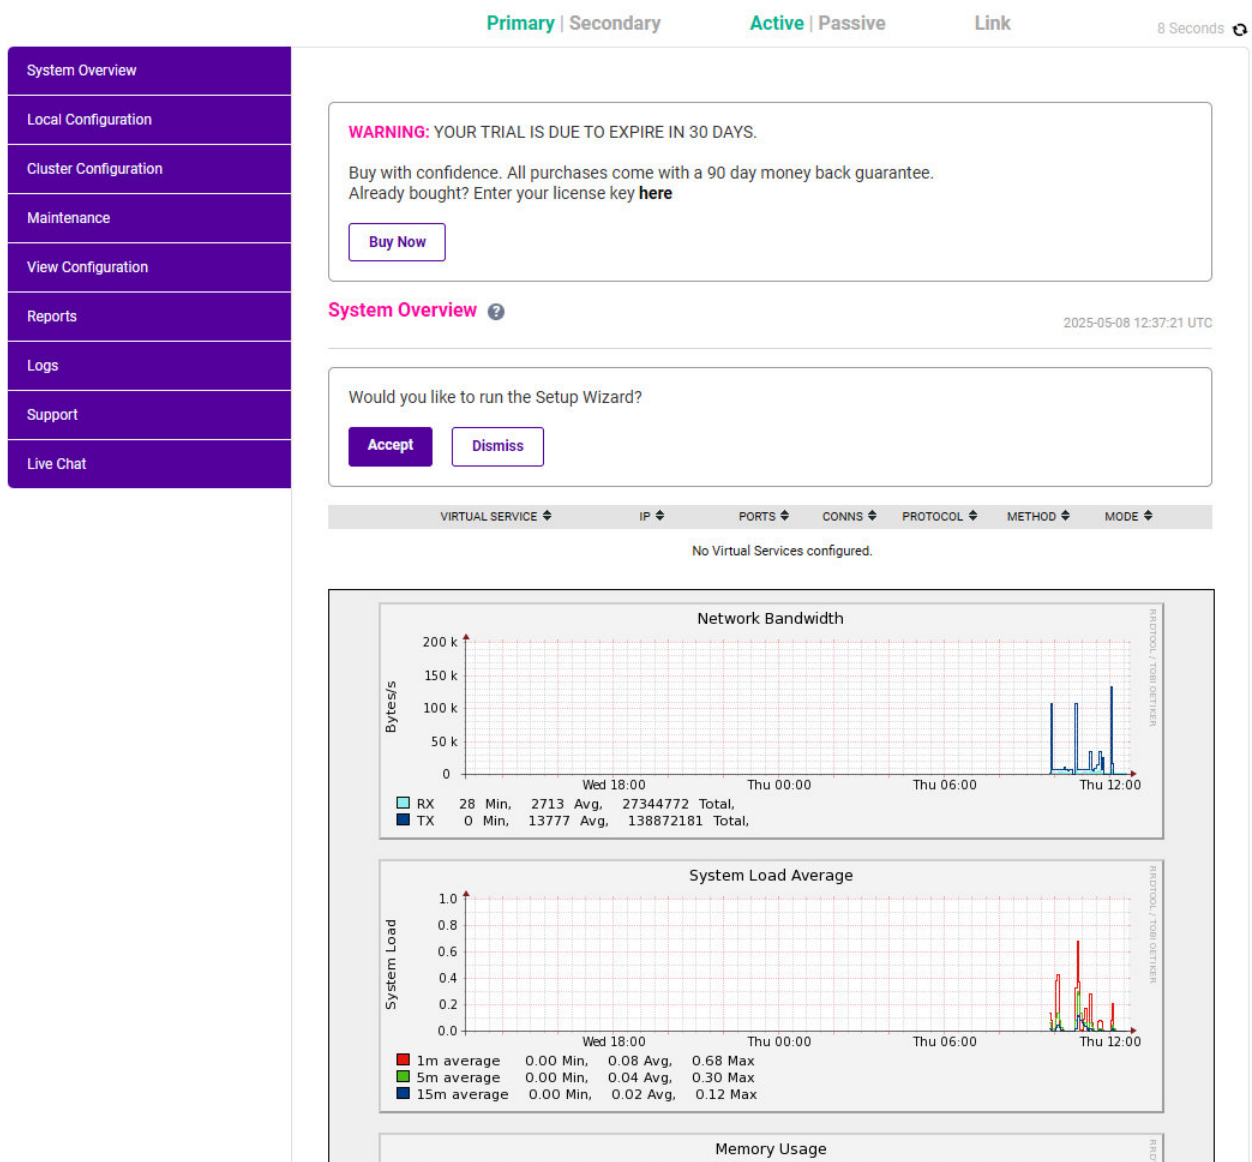 Primary | Secondary
Active | Passive
Link
8 Seconds
System Overview
Local Configuration
Cluster Configuration
Maintenance
View Configuration
Reports
Logs
Support
Live Chat
WARNING: YOUR TRIAL IS DUE TO EXPIRE IN 30 DAYS.
Buy with confidence. All purchases come with a 90 day money back guarantee.
Already bought? Enter your license key here
Buy Now
System Overview ?
2025-05-08 12:37:21 UTC
Would you like to run the Setup Wizard?
Accept Dismiss
VIRTUAL SERVICE IP PORTS CONNS PROTOCOL METHOD MODE
No Virtual Services configured.
Network Bandwidth
RRDTOOL / TOBI OETIKER
Bytes/s
200 k
150 k
100 k
50 k
0
Wed 18:00 Thu 00:00 Thu 06:00 Thu 12:00
RX 28 Min, 2713 Avg, 27344772 Total,
TX 0 Min, 13777 Avg, 138872181 Total,
System Load Average
RRDTOOL / TOBI OETIKER
System Load
1.0
0.8
0.6
0.4
0.2
0.0
Wed 18:00 Thu 00:00 Thu 06:00 Thu 12:00
1m average 0.00 Min, 0.08 Avg, 0.68 Max
5m average 0.00 Min, 0.04 Avg, 0.30 Max
15m average 0.00 Min, 0.02 Avg, 0.12 Max
Memory Usage